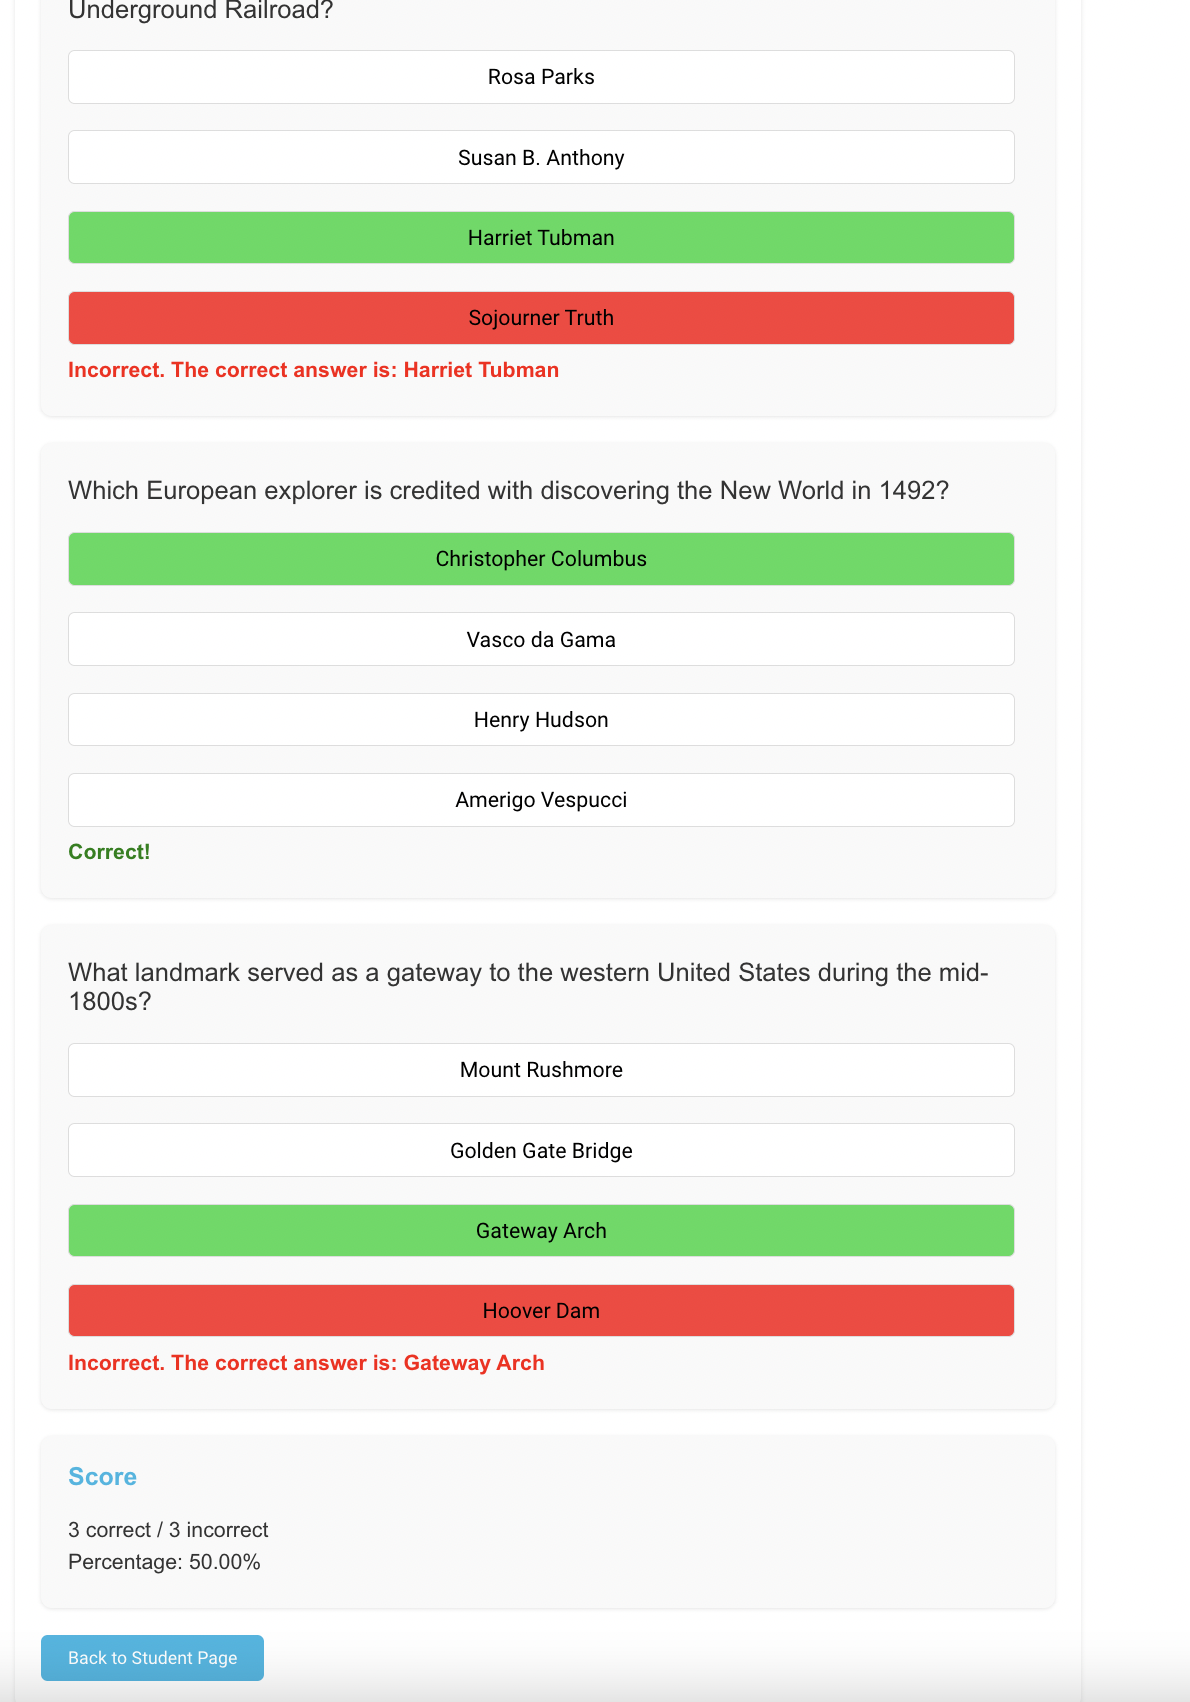 Underground Railroad?
Rosa Parks
Susan B. Anthony
Harriet Tubman
Sojourner Truth
Incorrect. The correct answer is: Harriet Tubman
Which European explorer is credited with discovering the New World in 1492?
Christopher Columbus
Vasco da Gama
Henry Hudson
Amerigo Vespucci
Correct!
What landmark served as a gateway to the western United States during the mid-
1800s?
Mount Rushmore
Golden Gate Bridge
Gateway Arch
Hoover Dam
Incorrect. The correct answer is: Gateway Arch
Score
3 correct / 3 incorrect
Percentage: 50.00%
Back to Student Page